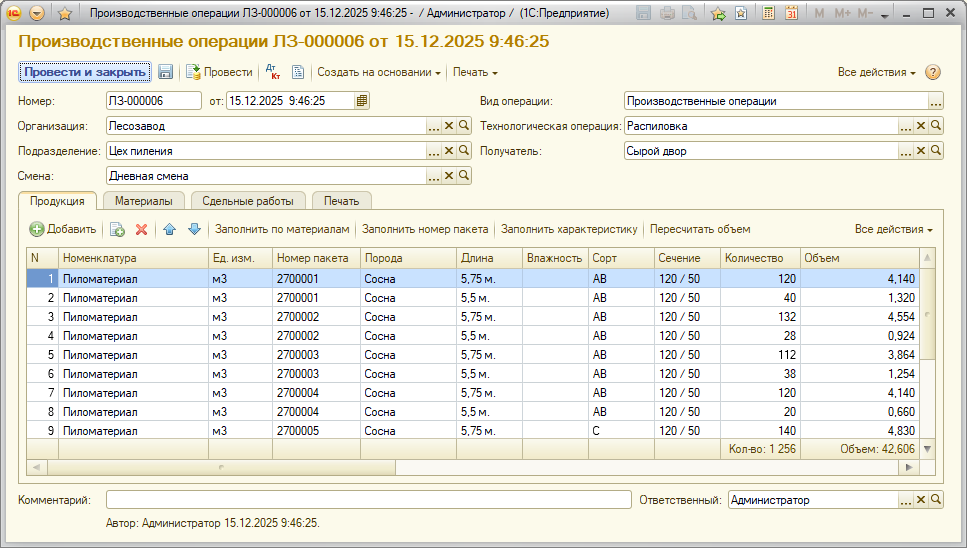 Производственные операции ЛЗ-000006 от 15.12.2025 9:46:25 - / Администратор / (1С:Предприятие)
M M+ M-
Производственные операции ЛЗ-000006 от 15.12.2025 9:46:25
Провести и закрыть Провести Дт Кт Создать на основании Печать Все действия ?
Номер: ЛЗ-000006 от: 15.12.2025 9:46:25 Вид операции: Производственные операции ...
Организация: Лесозавод ... Технологическая операция: Распиловка ...
Подразделение: Цех пиления ... Получатель: Сырой двор ...
Смена: Дневная смена ...
Продукция Материалы Сдельные работы Печать
Добавить Заполнить по материалам Заполнить номер пакета Заполнить характеристику Пересчитать объем Все действия
N Номенклатура Ед. изм. Номер пакета Порода Длина Влажность Сорт Сечение Количество Объем
1 Пиломатериал м3 2700001 Сосна 5,75 м. АВ 120 / 50 120 4,140
2 Пиломатериал м3 2700001 Сосна 5,5 м. АВ 120 / 50 40 1,320
3 Пиломатериал м3 2700002 Сосна 5,75 м. АВ 120 / 50 132 4,554
4 Пиломатериал м3 2700002 Сосна 5,5 м. АВ 120 / 50 28 0,924
5 Пиломатериал м3 2700003 Сосна 5,75 м. АВ 120 / 50 112 3,864
6 Пиломатериал м3 2700003 Сосна 5,5 м. АВ 120 / 50 38 1,254
7 Пиломатериал м3 2700004 Сосна 5,75 м. АВ 120 / 50 120 4,140
8 Пиломатериал м3 2700004 Сосна 5,5 м. АВ 120 / 50 20 0,660
9 Пиломатериал м3 2700005 Сосна 5,75 м. С 120 / 50 140 4,830
Кол-во: 1 256 Объем: 42,606
Комментарий: Ответственный: Администратор ...
Автор: Администратор 15.12.2025 9:46:25.